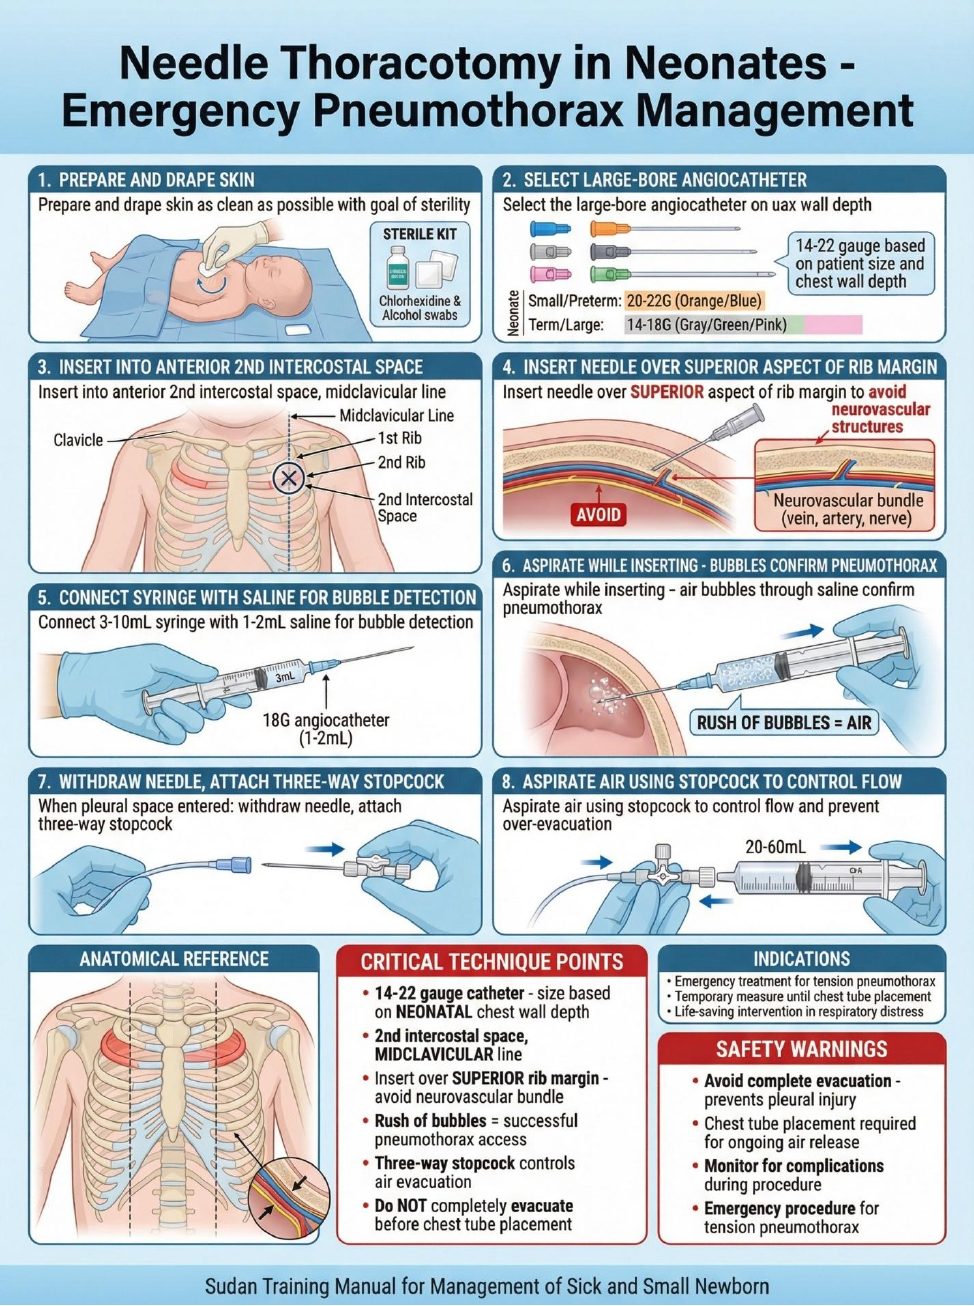 Needle Thoracotomy in Neonates -
Emergency Pneumothorax Management
1. PREPARE AND DRAPE SKIN
Prepare and drape skin as clean as possible with goal of sterility
STERILE KIT
Chlorhexidine &
Alcohol swabs
2. SELECT LARGE-BORE ANGIOCATHETER
Select the large-bore angiocatheter on uax wall depth
14-22 gauge based
on patient size and
chest wall depth
Neonate
Small/Preterm: 20-22G (Orange/Blue)
Term/Large: 14-18G (Gray/Green/Pink)
3. INSERT INTO ANTERIOR 2ND INTERCOSTAL SPACE
Insert into anterior 2nd intercostal space, midclavicular line
Midclavicular Line
Clavicle
1st Rib
2nd Rib
2nd Intercostal
Space
4. INSERT NEEDLE OVER SUPERIOR ASPECT OF RIB MARGIN
Insert needle over SUPERIOR aspect of rib margin to avoid
neurovascular
structures
AVOID
Neurovascular bundle
(vein, artery, nerve)
5. CONNECT SYRINGE WITH SALINE FOR BUBBLE DETECTION
Connect 3-10mL syringe with 1-2mL saline for bubble detection
3mL
18G angiocatheter
(1-2mL)
6. ASPIRATE WHILE INSERTING - BUBBLES CONFIRM PNEUMOTHORAX
Aspirate while inserting – air bubbles through saline confirm
pneumothorax
RUSH OF BUBBLES = AIR
7. WITHDRAW NEEDLE, ATTACH THREE-WAY STOPCOCK
When pleural space entered: withdraw needle, attach
three-way stopcock
8. ASPIRATE AIR USING STOPCOCK TO CONTROL FLOW
Aspirate air using stopcock to control flow and prevent
over-evacuation
20-60mL
ANATOMICAL REFERENCE
CRITICAL TECHNIQUE POINTS
• 14-22 gauge catheter - size based
on NEONATAL chest wall depth
• 2nd intercostal space,
MIDCLAVICULAR line
• Insert over SUPERIOR rib margin -
avoid neurovascular bundle
• Rush of bubbles = successful
pneumothorax access
• Three-way stopcock controls
air evacuation
• Do NOT completely evacuate
before chest tube placement
INDICATIONS
• Emergency treatment for tension pneumothorax
• Temporary measure until chest tube placement
• Life-saving intervention in respiratory distress
SAFETY WARNINGS
• Avoid complete evacuation -
prevents pleural injury
• Chest tube placement required
for ongoing air release
• Monitor for complications
during procedure
• Emergency procedure for
tension pneumothorax
Sudan Training Manual for Management of Sick and Small Newborn